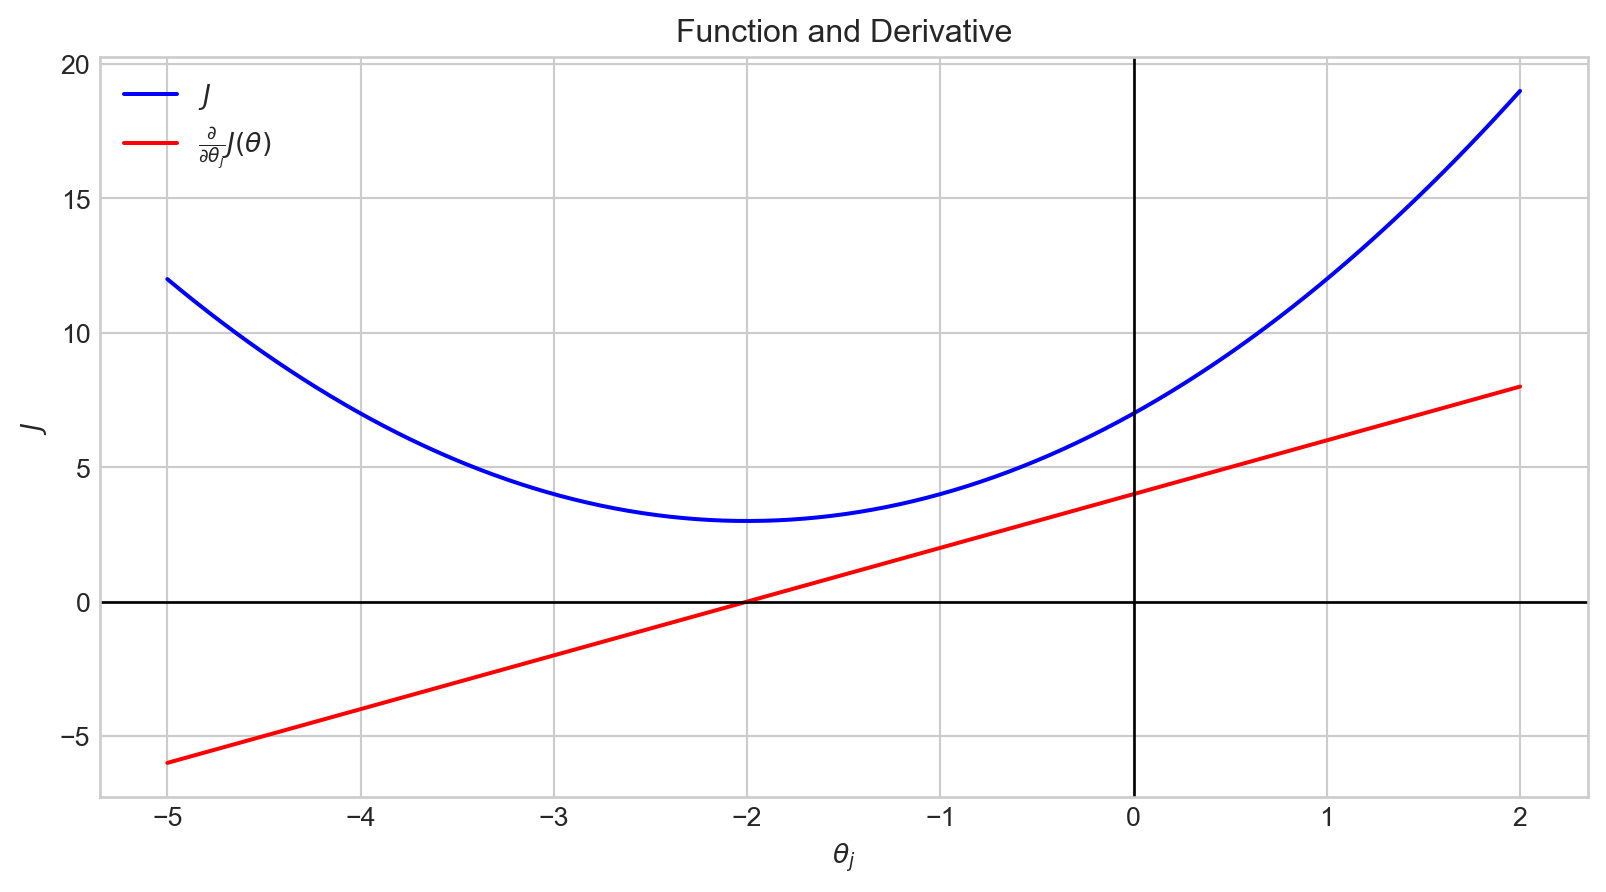 Function and Derivative
J
∂/∂θj J(θ)
20
15
10
5
0
−5
J
−5 −4 −3 −2 −1 0 1 2
θj